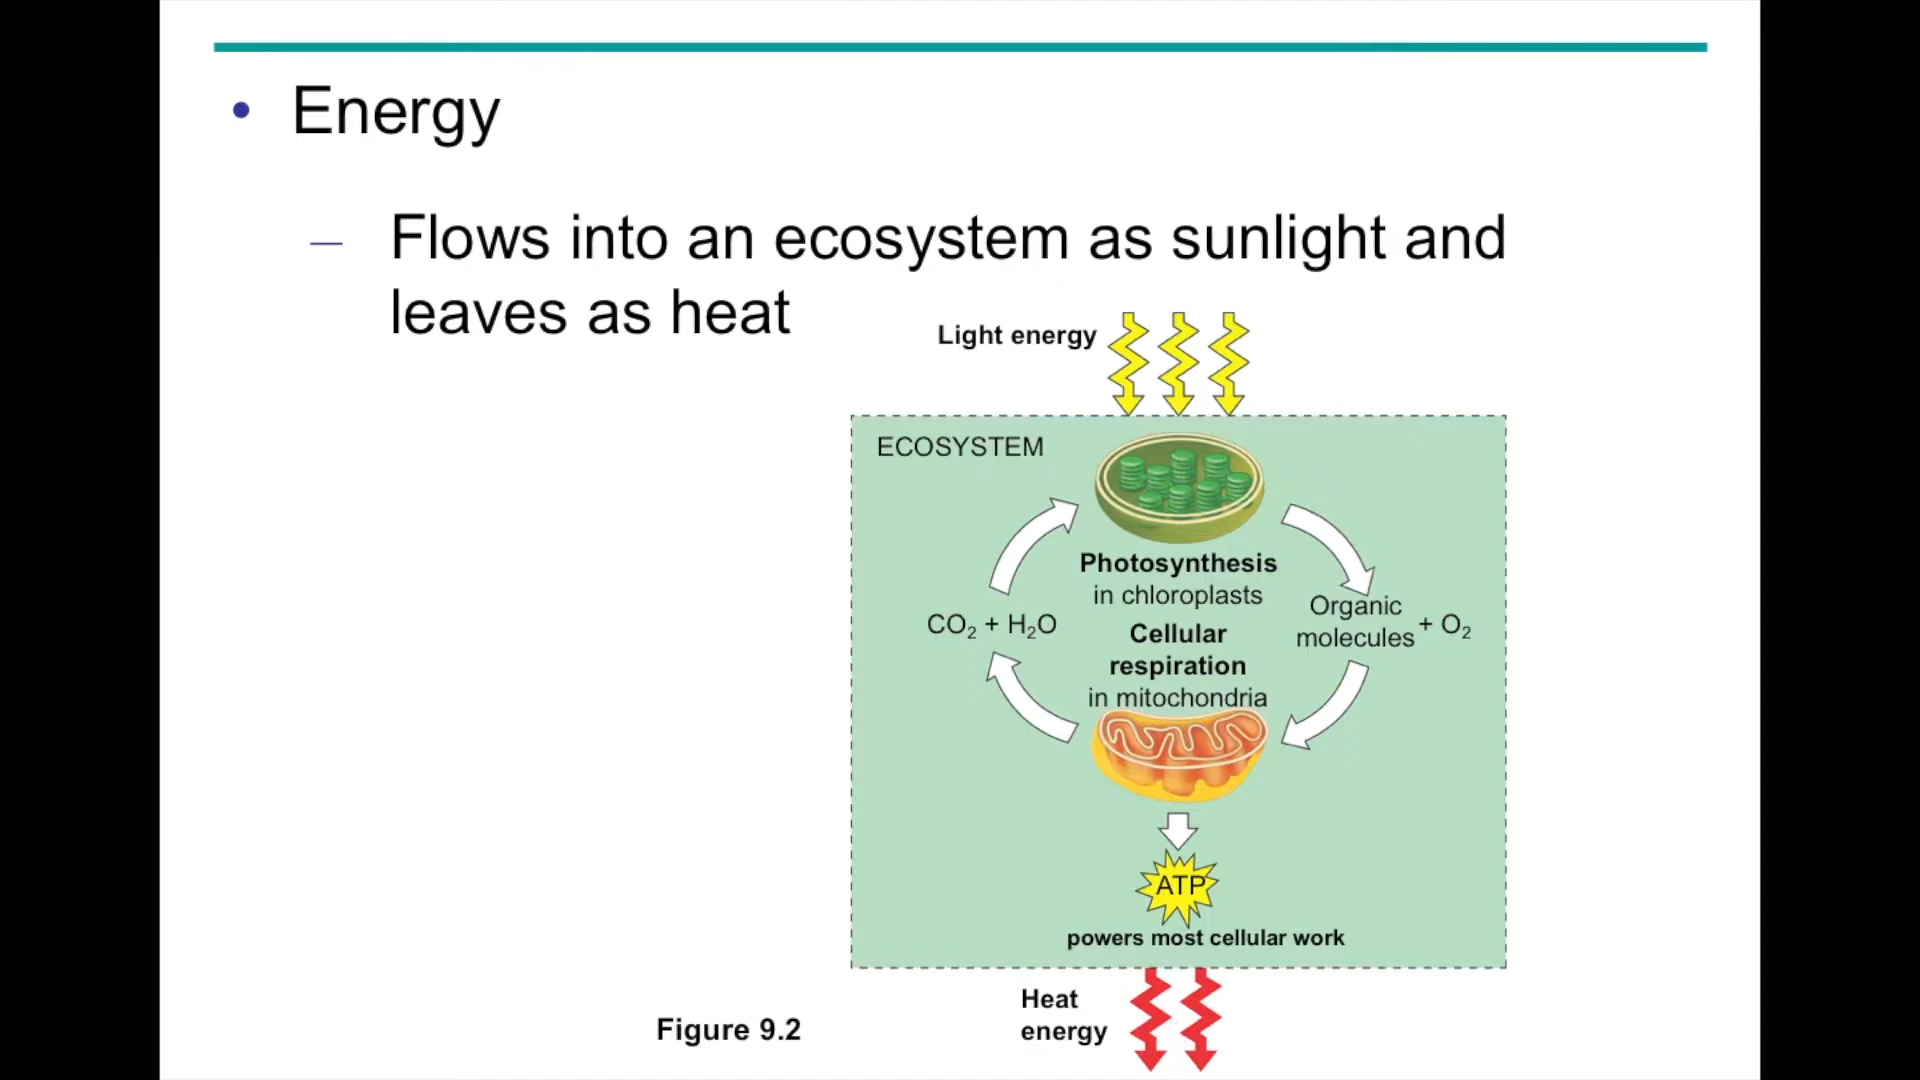 • Energy
– Flows into an ecosystem as sunlight and
leaves as heat
Light energy
ECOSYSTEM
Photosynthesis
in chloroplasts
CO₂ + H₂O
Cellular
respiration
in mitochondria
Organic
molecules + O₂
ATP
powers most cellular work
Heat
energy
Figure 9.2